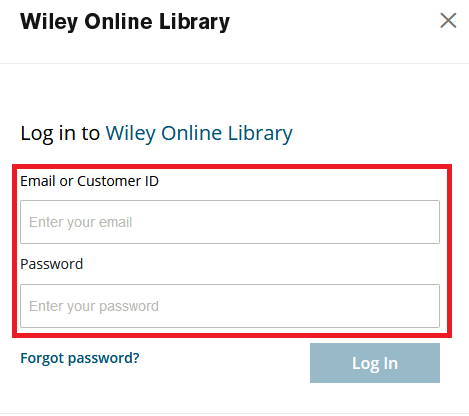 Wiley Online Library
Log in to Wiley Online Library
Email or Customer ID
Enter your email
Password
Enter your password
Forgot password?
Log In